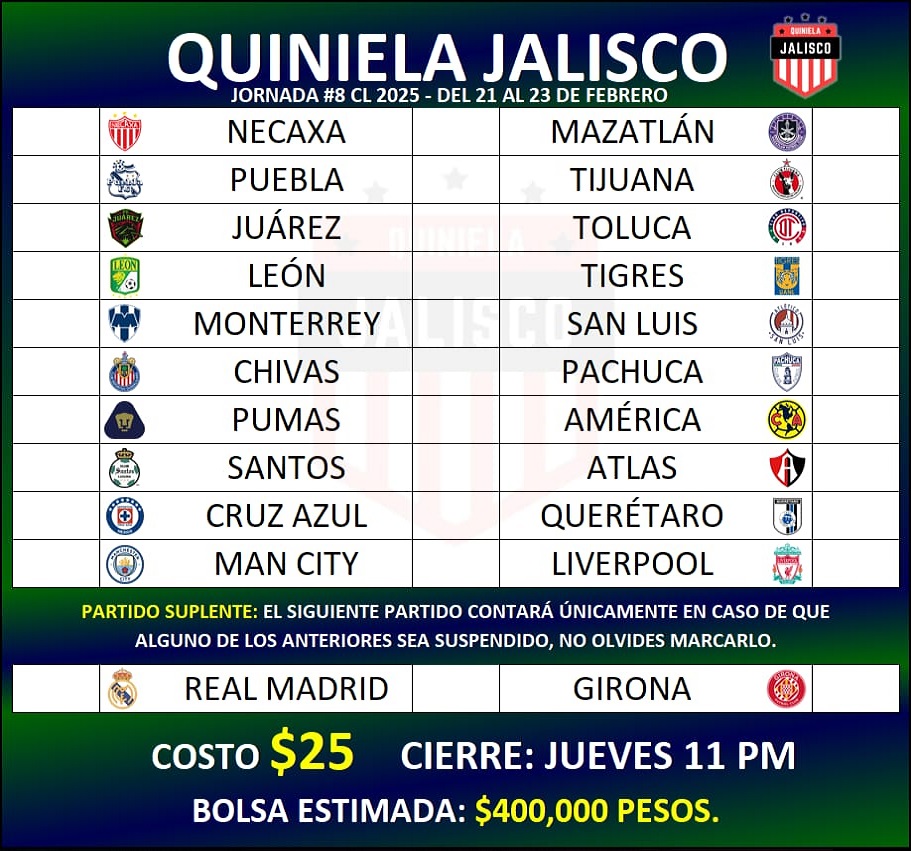 QUINIELA JALISCO
QUINIELA
JALISCO
JORNADA #8 CL 2025 - DEL 21 AL 23 DE FEBRERO
NECAXA MAZATLÁN
PUEBLA TIJUANA
JUÁREZ TOLUCA
LEÓN TIGRES
MONTERREY SAN LUIS
CHIVAS PACHUCA
PUMAS AMÉRICA
SANTOS ATLAS
CRUZ AZUL QUERÉTARO
MAN CITY LIVERPOOL
PARTIDO SUPLENTE: EL SIGUIENTE PARTIDO CONTARÁ ÚNICAMENTE EN CASO DE QUE
ALGUNO DE LOS ANTERIORES SEA SUSPENDIDO, NO OLVIDES MARCARLO.
REAL MADRID GIRONA
COSTO $25 CIERRE: JUEVES 11 PM
BOLSA ESTIMADA: $400,000 PESOS.